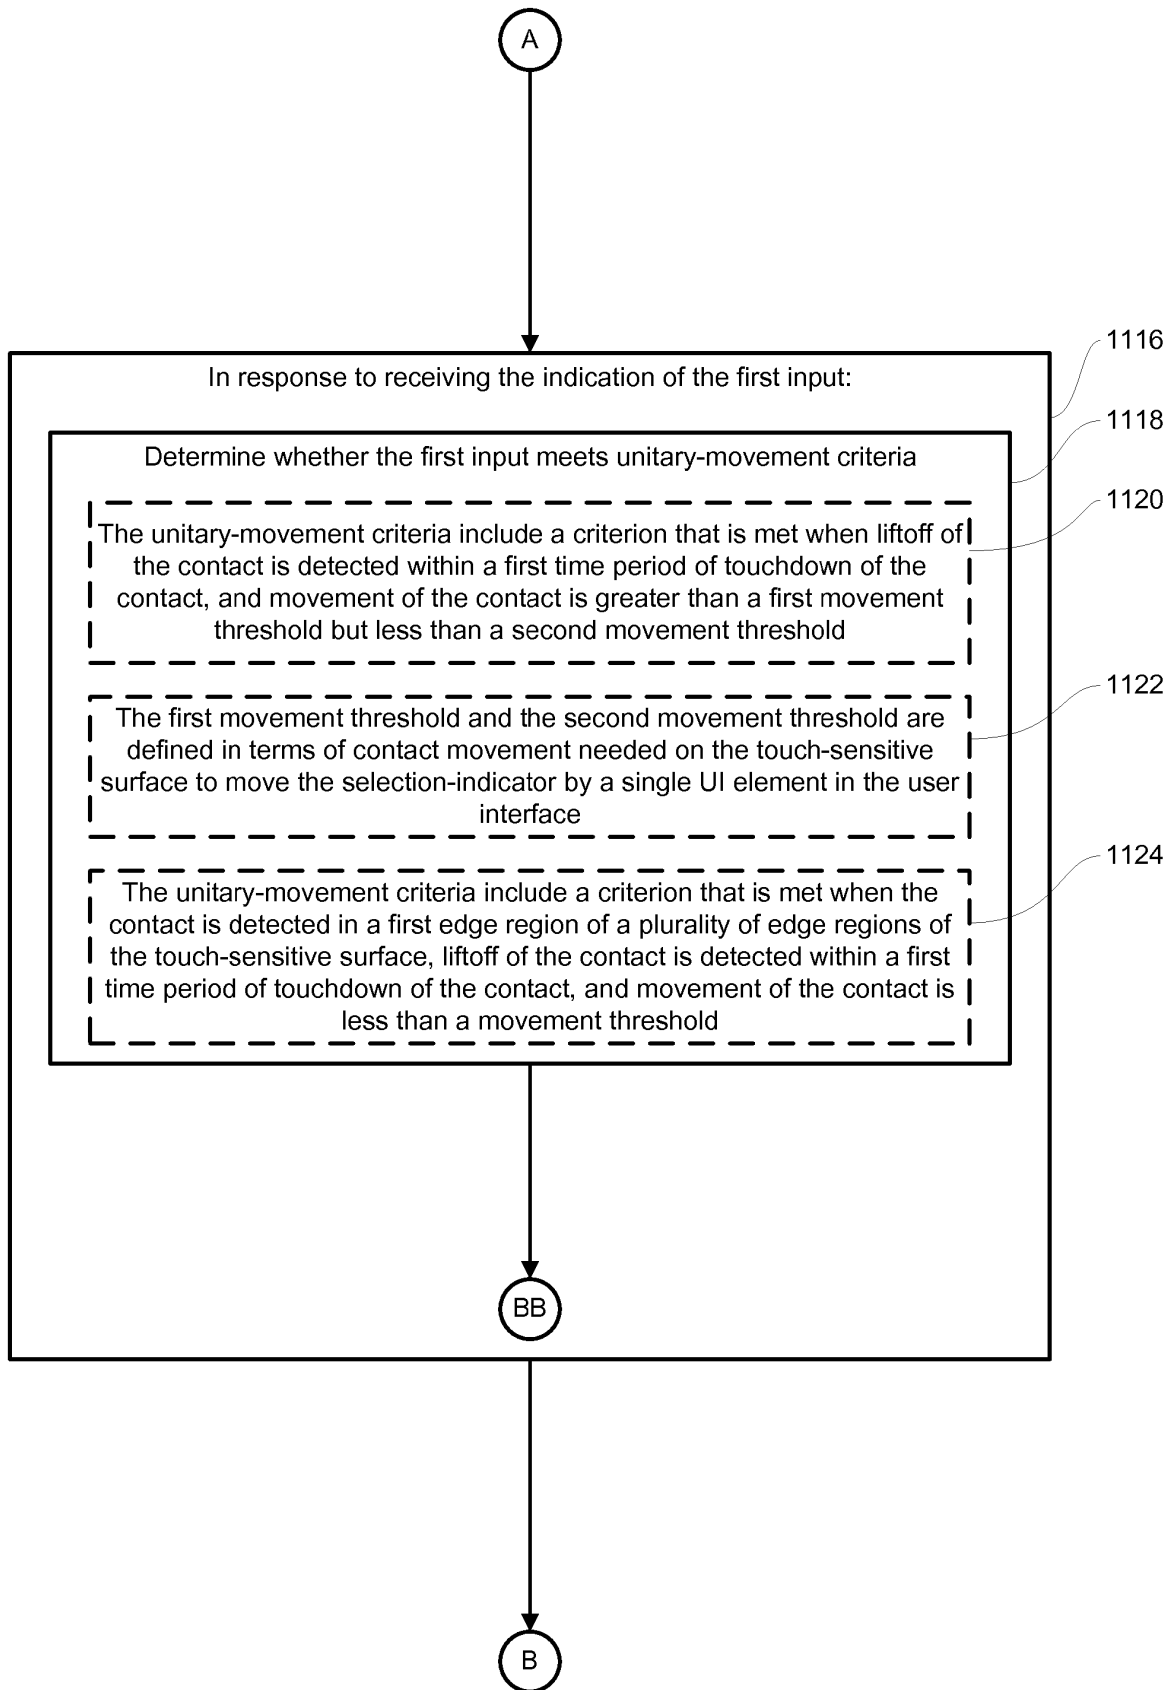 A
1116
In response to receiving the indication of the first input:
1118
Determine whether the first input meets unitary-movement criteria
1120
The unitary-movement criteria include a criterion that is met when liftoff of
the contact is detected within a first time period of touchdown of the
contact, and movement of the contact is greater than a first movement
threshold but less than a second movement threshold
1122
The first movement threshold and the second movement threshold are
defined in terms of contact movement needed on the touch-sensitive
surface to move the selection-indicator by a single UI element in the user
interface
1124
The unitary-movement criteria include a criterion that is met when the
contact is detected in a first edge region of a plurality of edge regions of
the touch-sensitive surface, liftoff of the contact is detected within a first
time period of touchdown of the contact, and movement of the contact is
less than a movement threshold
BB
B